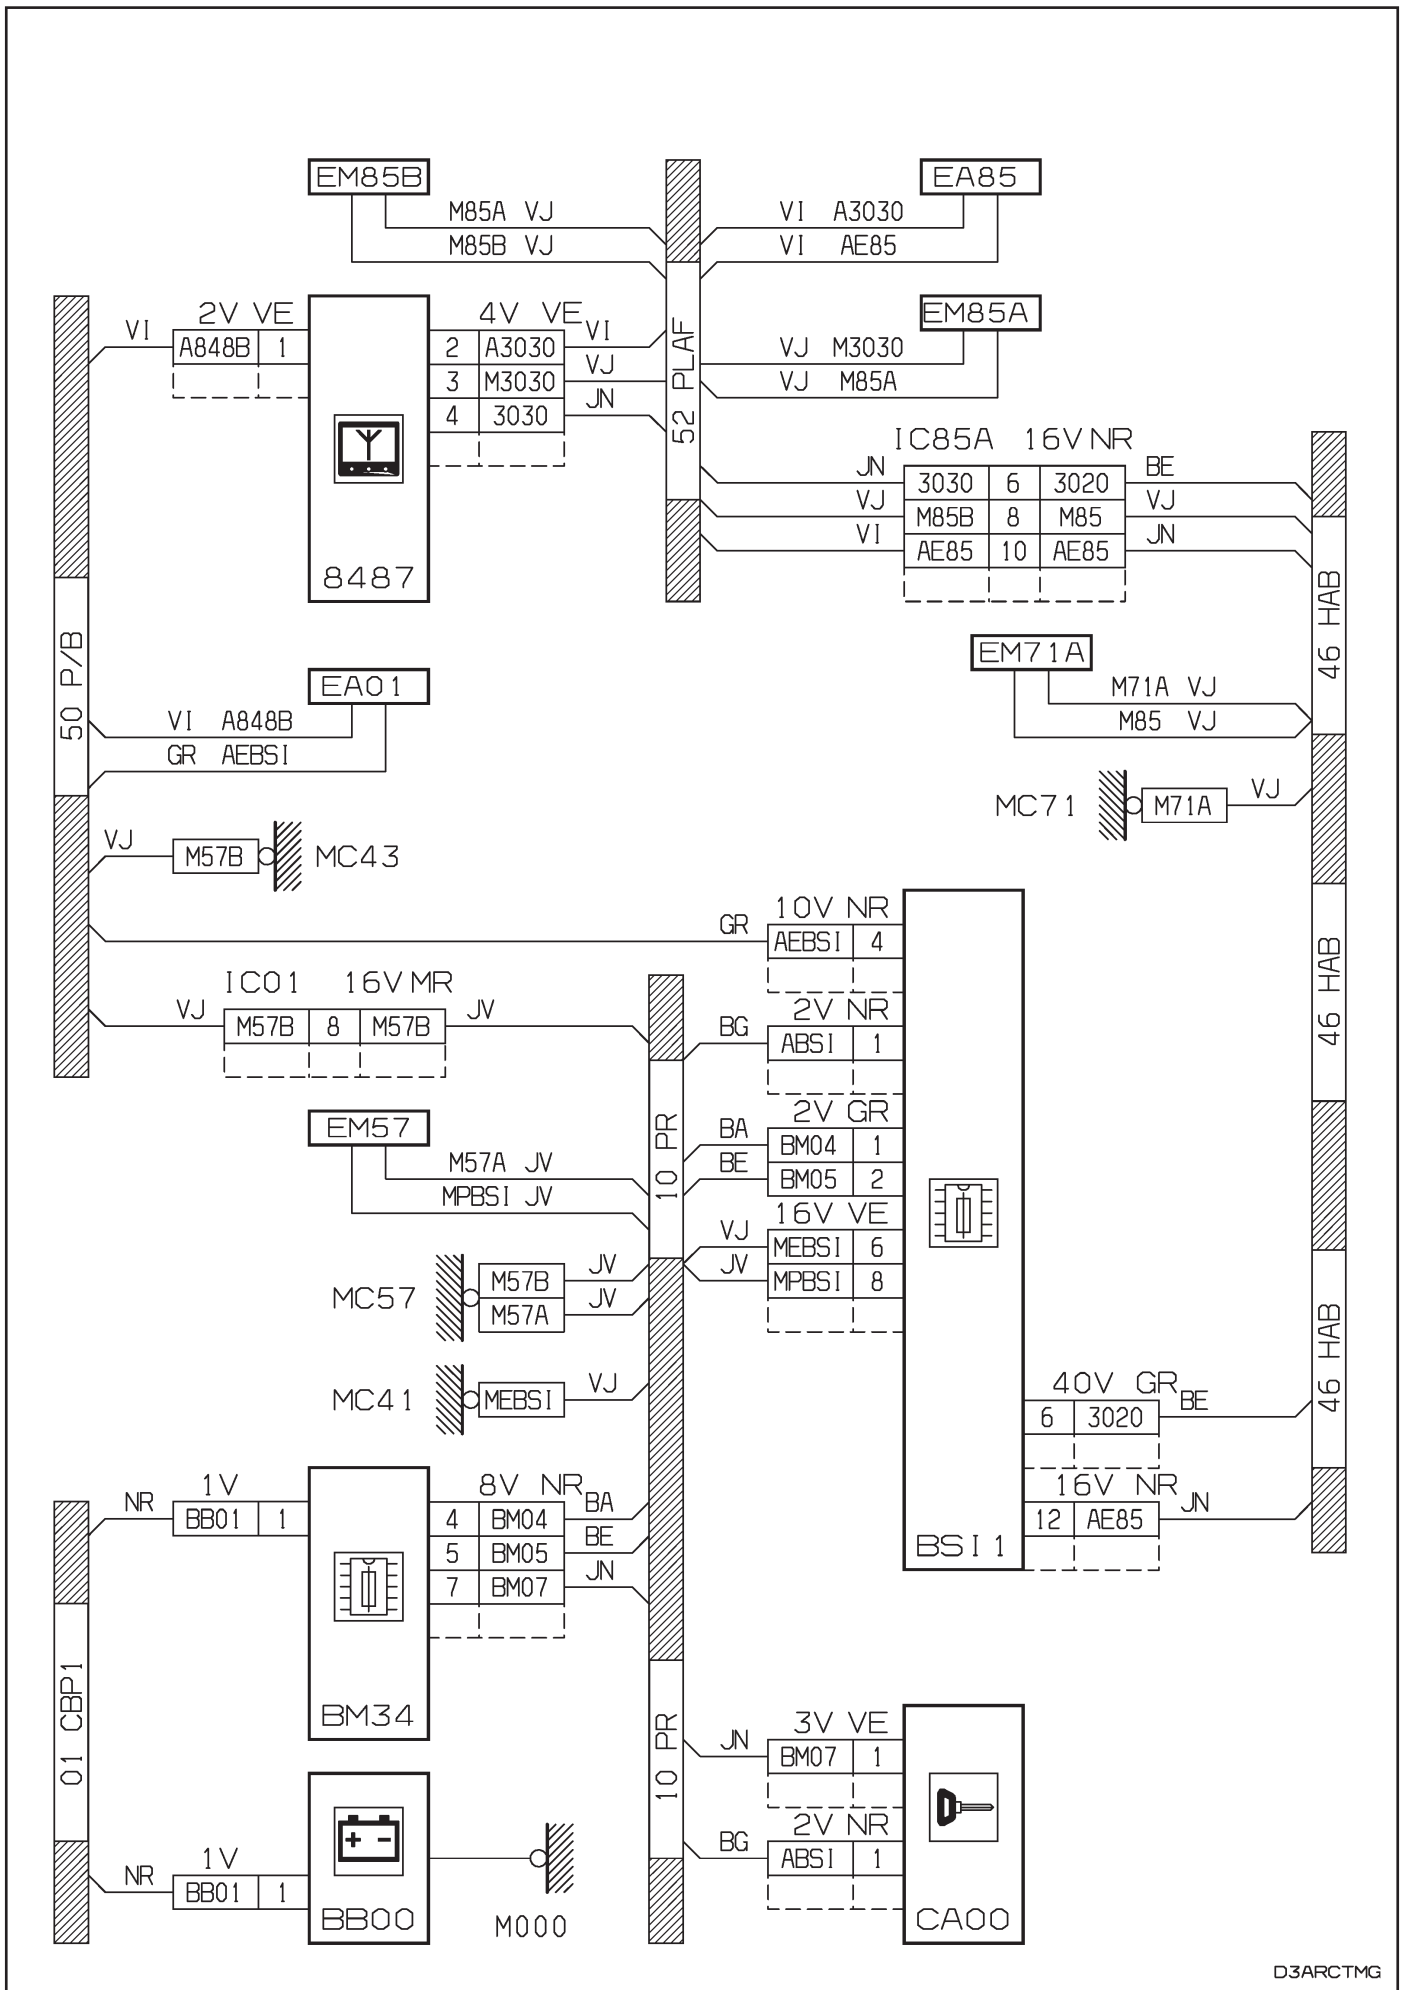 EM85B
EA85
M85A VJ
VI A3030
M85B VJ
VI AE85
2V VE
4V VE
EM85A
VI
A848B 1
2 A3030
VI
3 M3030
VJ
4 3030
JN
8487
52 PLAF
VJ M3030
VJ M85A
IC85A 16V NR
JN
3030 6 3020
BE
VJ
M85B 8 M85
VJ
VI
AE85 10 AE85
JN
46 HAB
50 P/B
EA01
VI A848B
GR AEBSI
EM71A
M71A VJ
M85 VJ
MC71
M71A
VJ
VJ
M57B
MC43
10V NR
GR
AEBSI 4
46 HAB
IC01 16V MR
VJ
M57B 8 M57B
JV
2V NR
BG
ABSI 1
10 PR
EM57
M57A JV
MPBSI JV
2V GR
BA
BM04 1
BE
BM05 2
16V VE
VJ
MEBSI 6
JV
MPBSI 8
MC57
M57B
JV
M57A
JV
MC41
MEBSI
VJ
46 HAB
40V GR
6 3020
BE
16V NR
12 AE85
JN
BSI1
1V
NR
BB01 1
8V NR
4 BM04
BA
5 BM05
BE
7 BM07
JN
BM34
01 CBP1
10 PR
3V VE
JN
BM07 1
2V NR
BG
ABSI 1
CA00
1V
NR
BB01 1
BB00
M000
D3ARCTMG